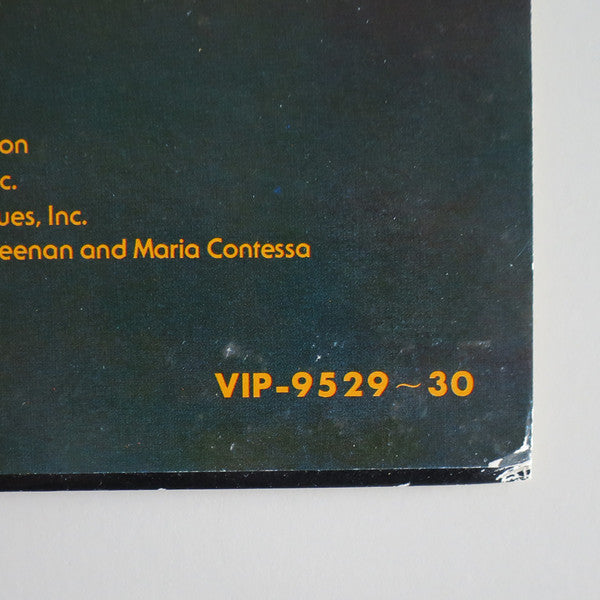 on
c.
ues, Inc.
eenan and Maria Contessa
VIP-9529~30